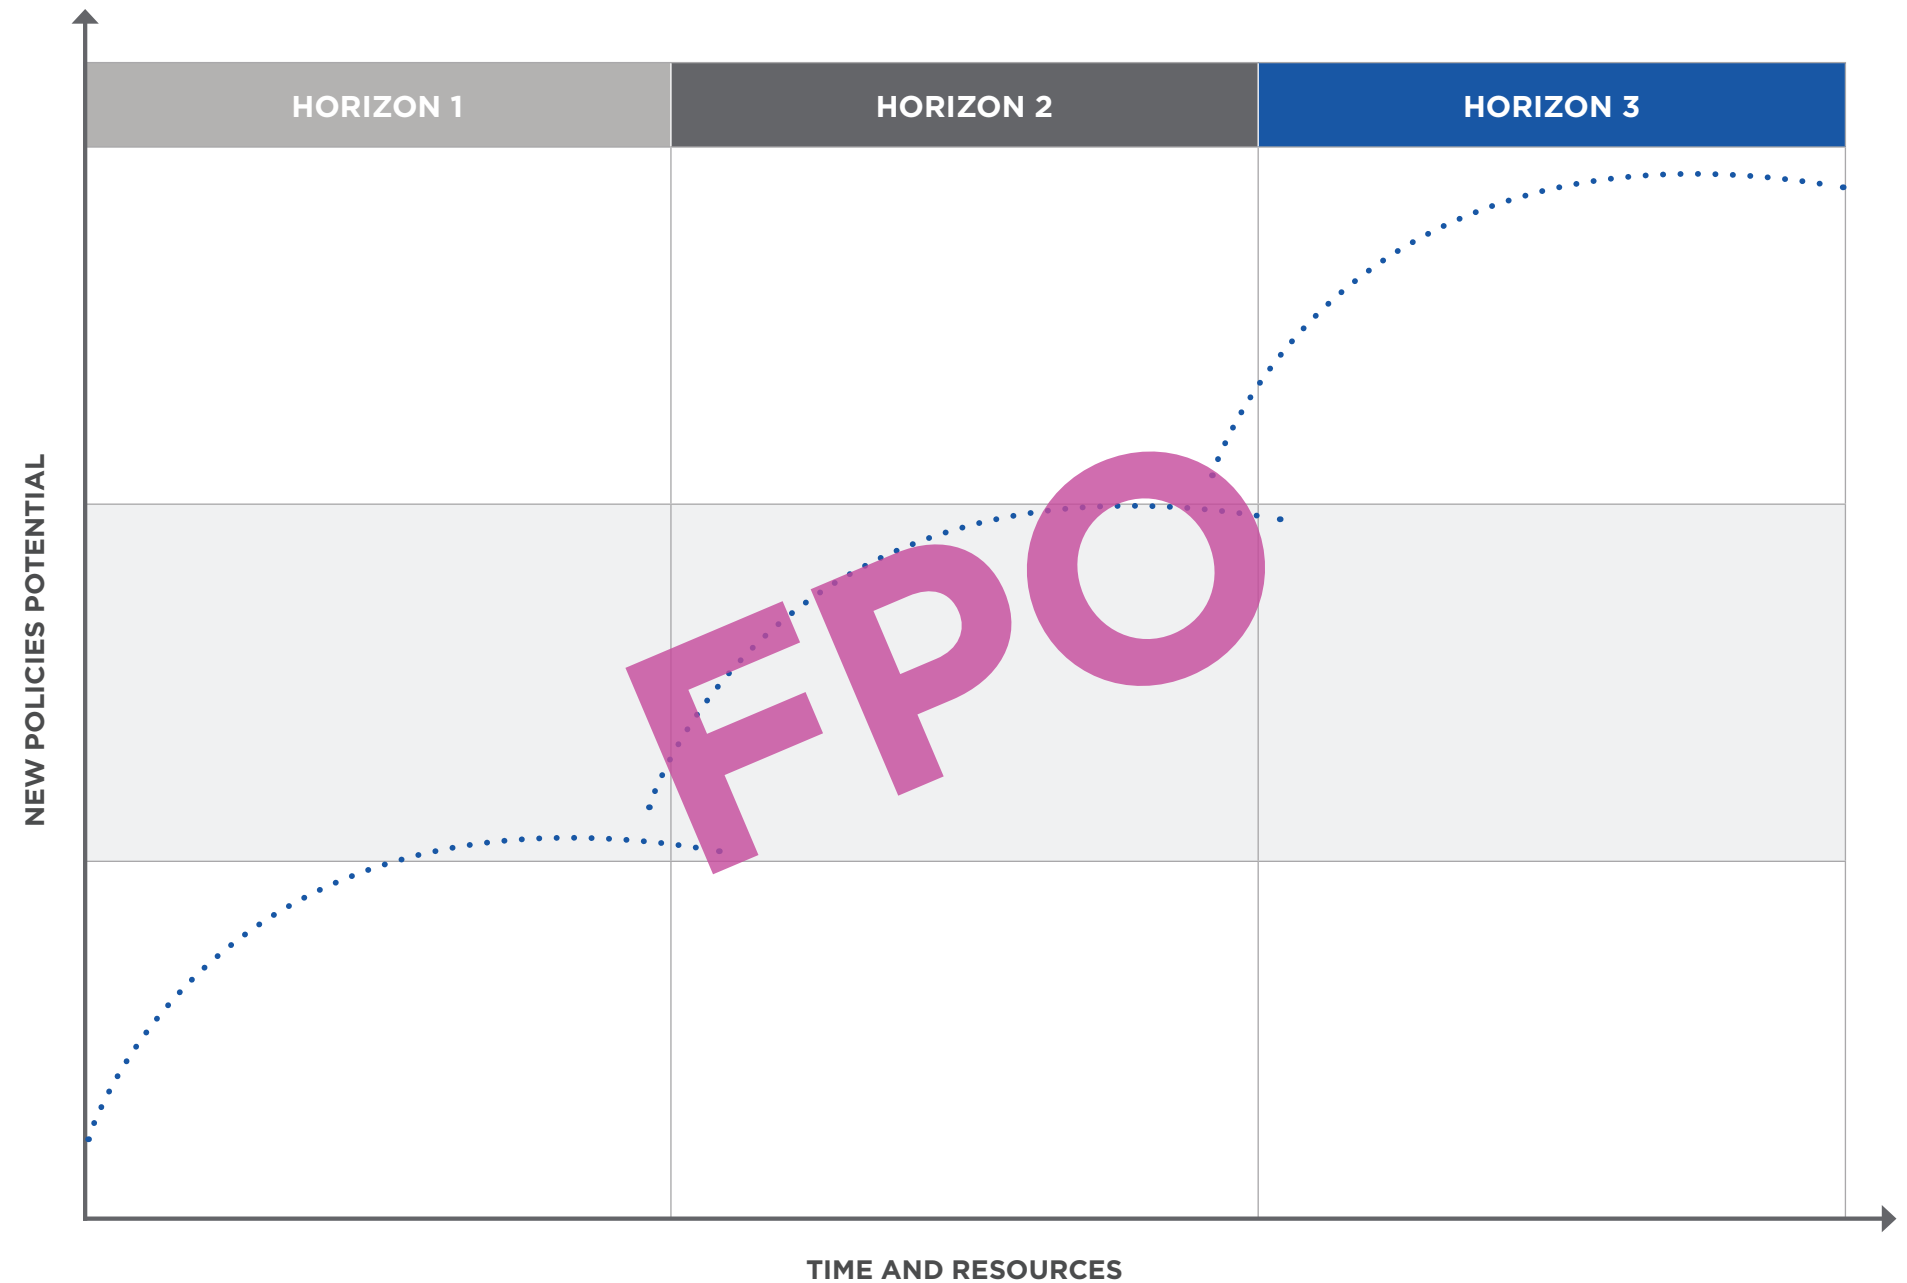 HORIZON 1
HORIZON 2
HORIZON 3
NEW POLICIES POTENTIAL
FPO
TIME AND RESOURCES